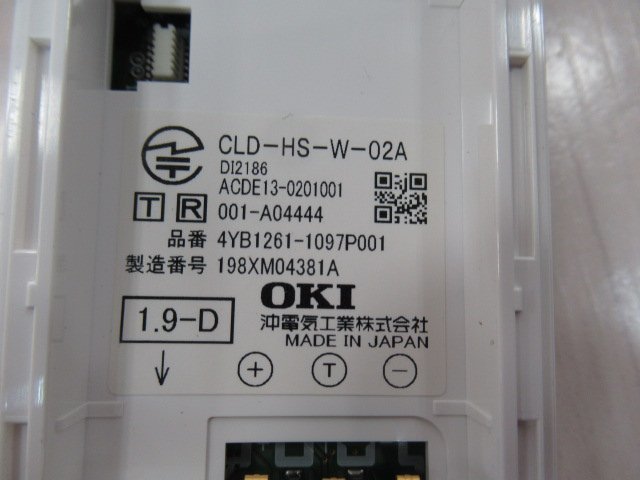 CLD-HS-W-02A
DI2186
ACDE13-0201001
T R 001-A04444
品番 4YB1261-1097P001
製造番号 198XM04381A
OKI
1.9-D
沖電気工業株式会社
MADE IN JAPAN
↓ + T −